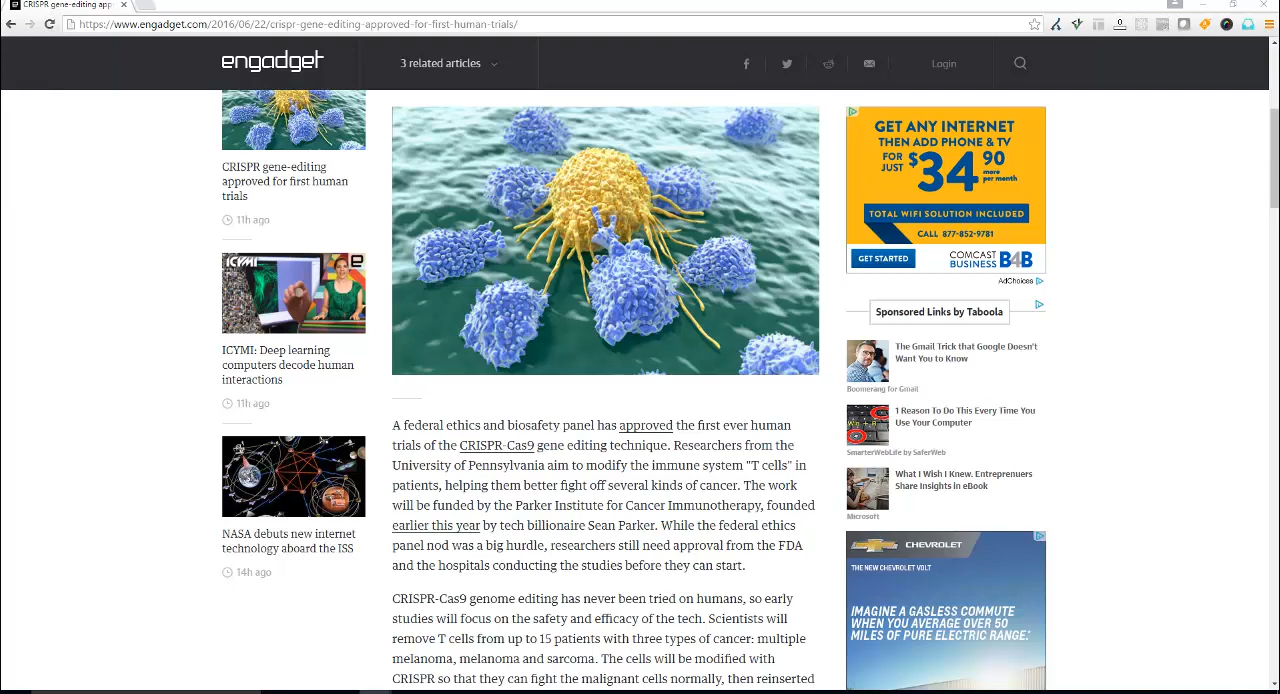 CRISPR gene-editing app
https://www.engadget.com/2016/06/22/crispr-gene-editing-approved-for-first-human-trials/
engadget
3 related articles
Login
CRISPR gene-editing
approved for first human
trials
11h ago
ICYMI
ICYMI: Deep learning
computers decode human
interactions
11h ago
NASA debuts new internet
technology aboard the ISS
14h ago
A federal ethics and biosafety panel has approved the first ever human
trials of the CRISPR-Cas9 gene editing technique. Researchers from the
University of Pennsylvania aim to modify the immune system "T cells" in
patients, helping them better fight off several kinds of cancer. The work
will be funded by the Parker Institute for Cancer Immunotherapy, founded
earlier this year by tech billionaire Sean Parker. While the federal ethics
panel nod was a big hurdle, researchers still need approval from the FDA
and the hospitals conducting the studies before they can start.
CRISPR-Cas9 genome editing has never been tried on humans, so early
studies will focus on the safety and efficacy of the tech. Scientists will
remove T cells from up to 15 patients with three types of cancer: multiple
melanoma, melanoma and sarcoma. The cells will be modified with
CRISPR so that they can fight the malignant cells normally, then reinserted
GET ANY INTERNET
THEN ADD PHONE & TV
FOR JUST $34.90 more per month
TOTAL WIFI SOLUTION INCLUDED
CALL 877-852-9781
GET STARTED
COMCAST BUSINESS B4B
AdChoices
Sponsored Links by Taboola
The Gmail Trick that Google Doesn't
Want You to Know
Boomerang for Gmail
Win + R
1 Reason To Do This Every Time You
Use Your Computer
SmarterWebLife by SaferWeb
What I Wish I Knew. Entreprenuers
Share Insights in eBook
Microsoft
CHEVROLET
THE NEW CHEVROLET VOLT
IMAGINE A GASLESS COMMUTE
WHEN YOU AVERAGE OVER 50
MILES OF PURE ELECTRIC RANGE.*